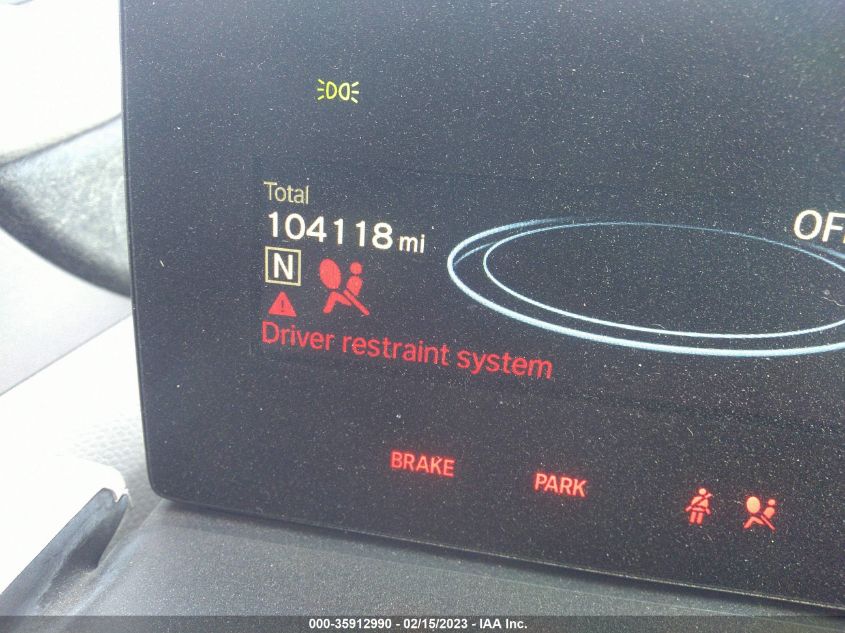 Total
104118 mi
N
Driver restraint system
BRAKE
PARK
000-35912990 - 02/15/2023 - IAA Inc.